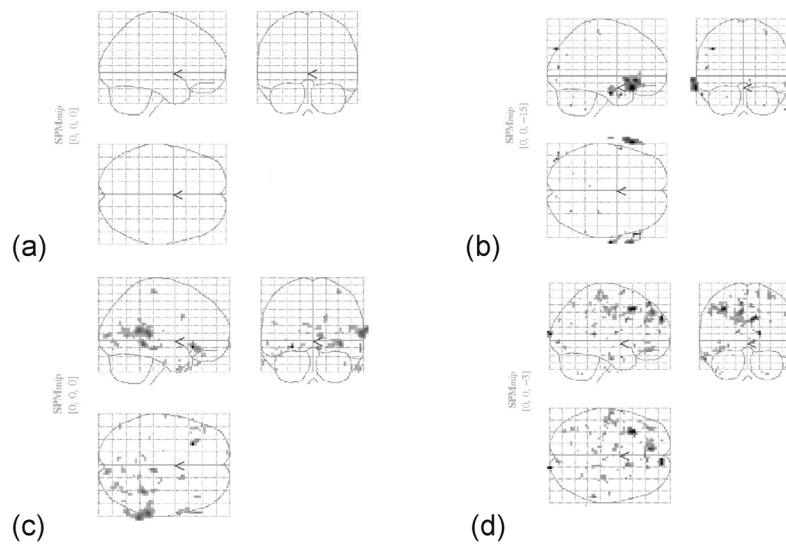 SPMmip
[0, 0, 0]
(a)
SPMmip
[0, 0, −15]
(b)
SPMmip
[0, 0, 0]
(c)
SPMmip
[0, 0, −3]
(d)